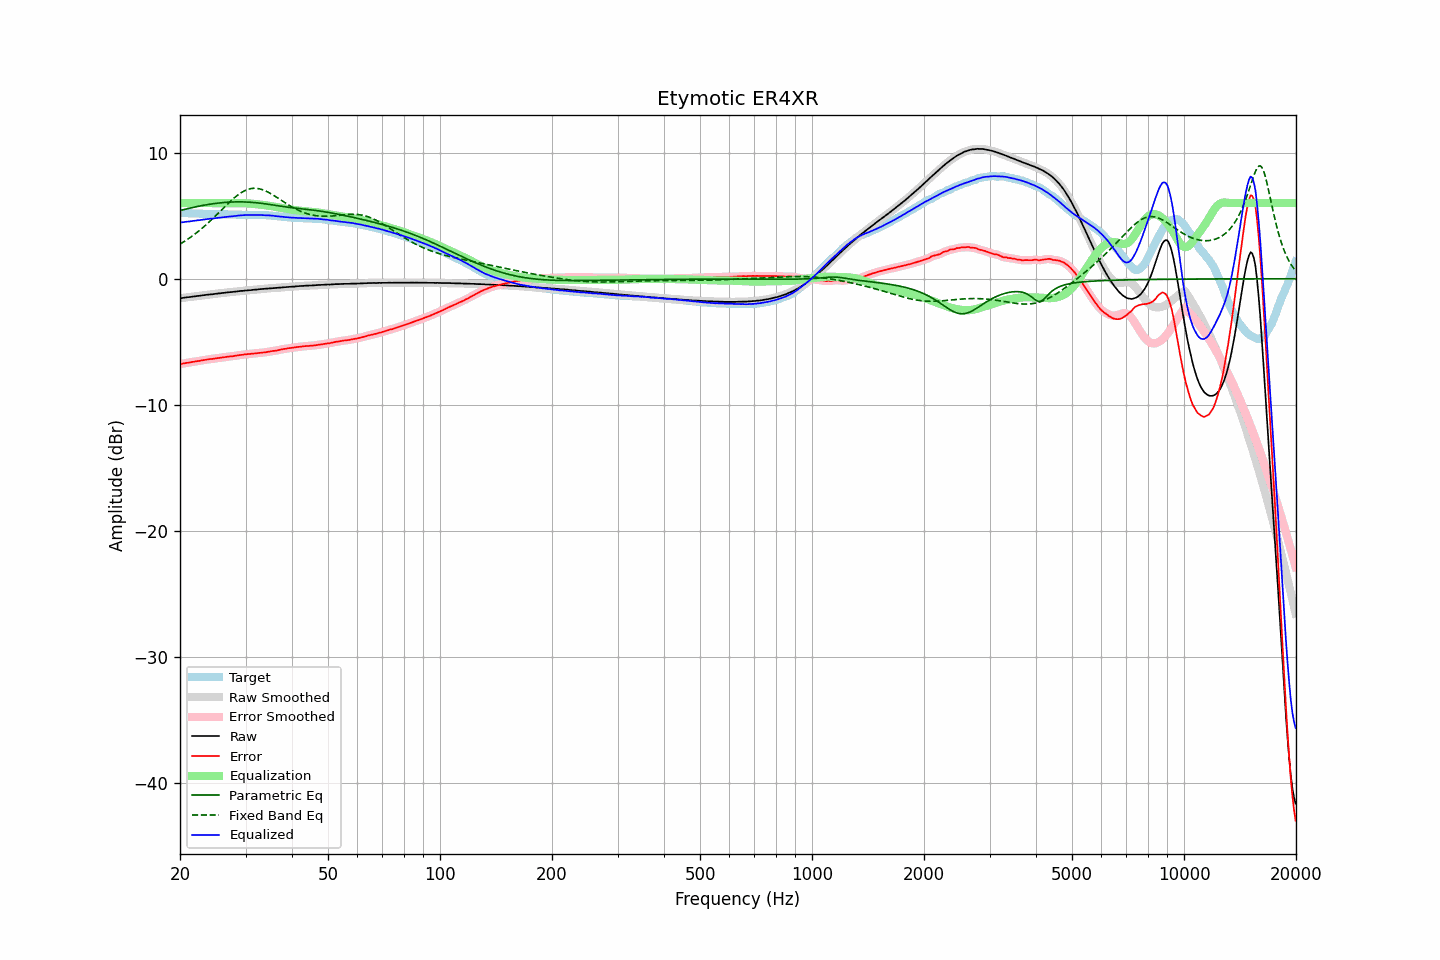 Etymotic ER4XR
Amplitude (dBr)
10
0
−10
−20
−30
−40
Target
Raw Smoothed
Error Smoothed
Raw
Error
Equalization
Parametric Eq
Fixed Band Eq
Equalized
20 50 100 200 500 1000 2000 5000 10000 20000
Frequency (Hz)